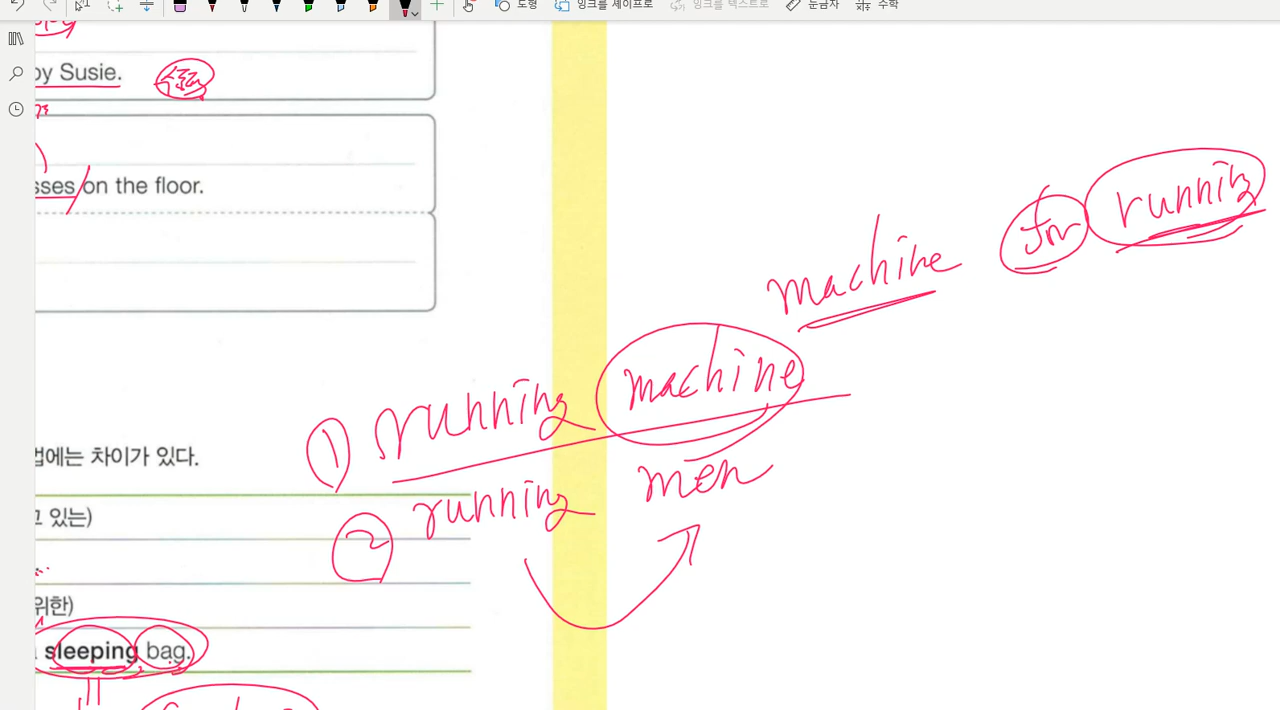 도형
잉크를 셰이프로
잉크를 텍스트로
눈금자
수학
by Susie.
sses on the floor.
machine for running
① running machine
② running men
법에는 차이가 있다.
고 있는)
위한)
sleeping bag.